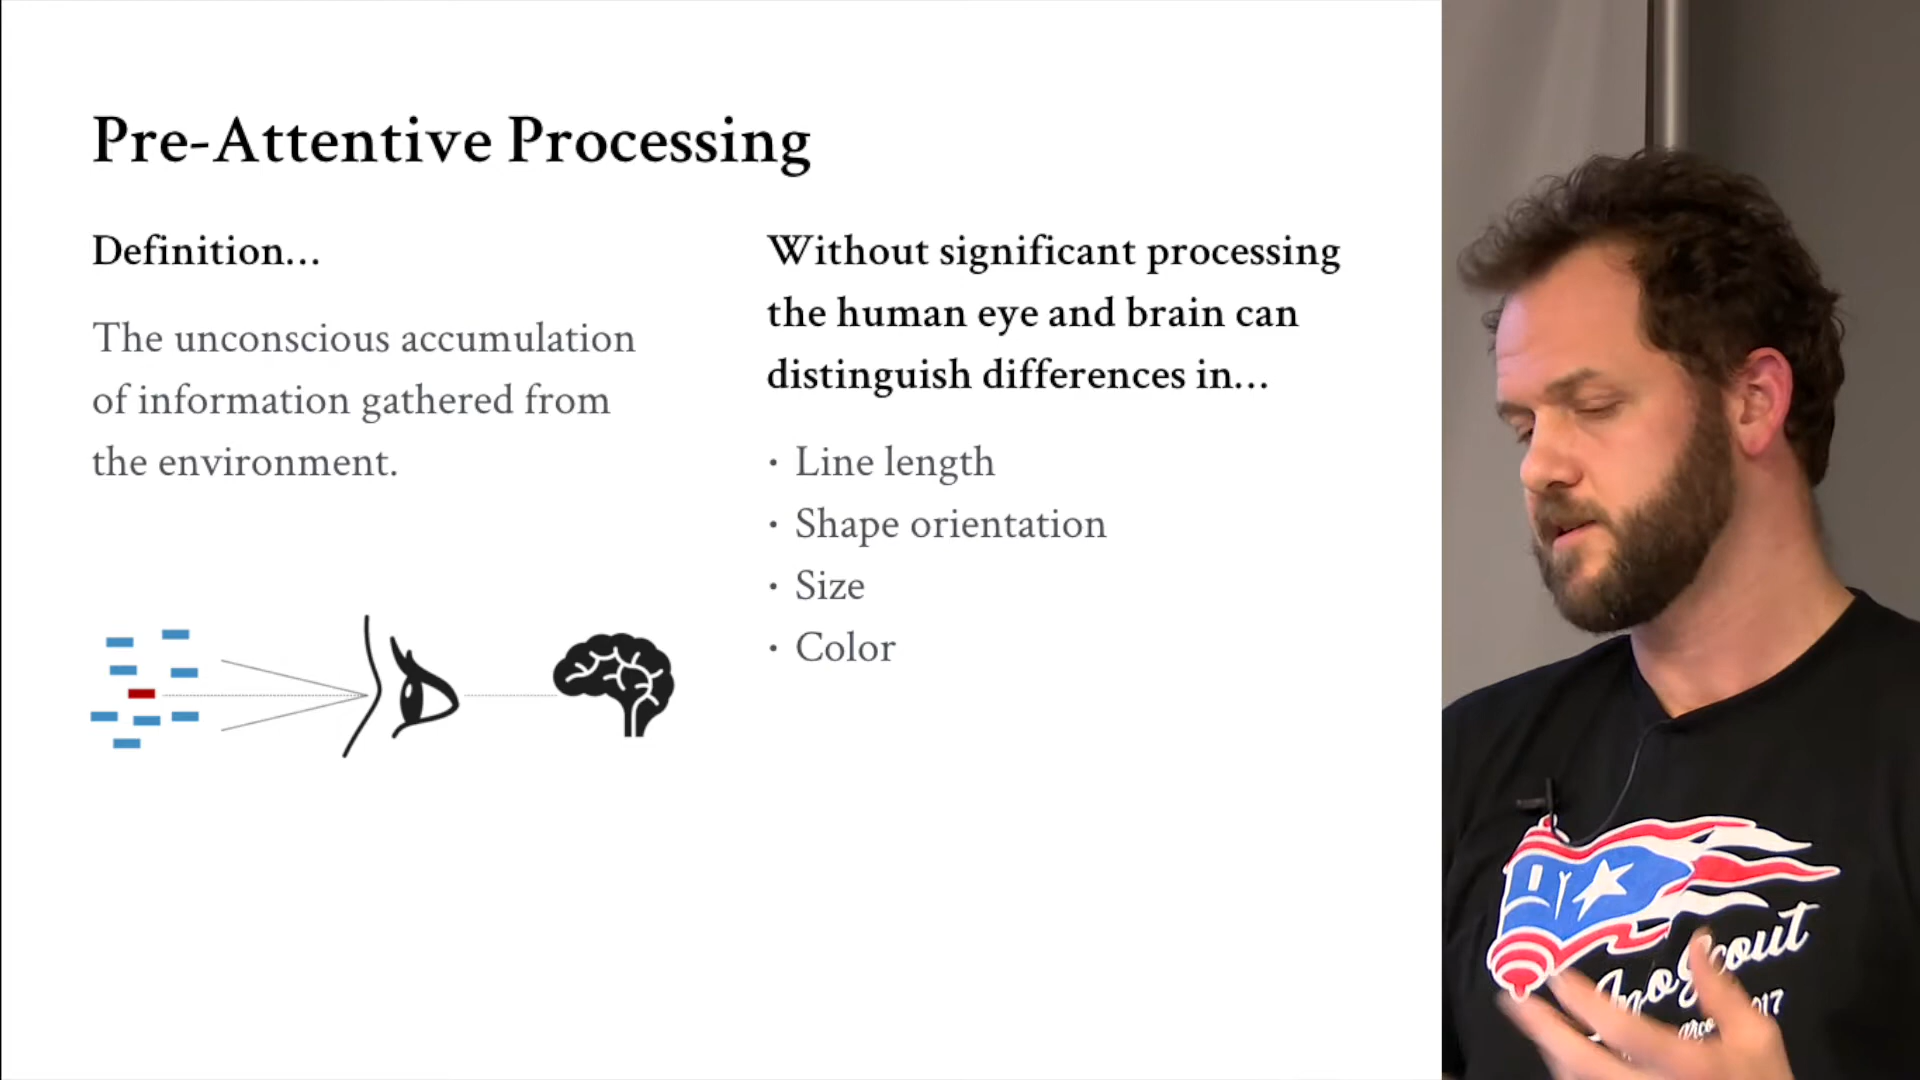 Pre-Attentive Processing
Definition...
The unconscious accumulation
of information gathered from
the environment.
Without significant processing
the human eye and brain can
distinguish differences in...
· Line length
· Shape orientation
· Size
· Color